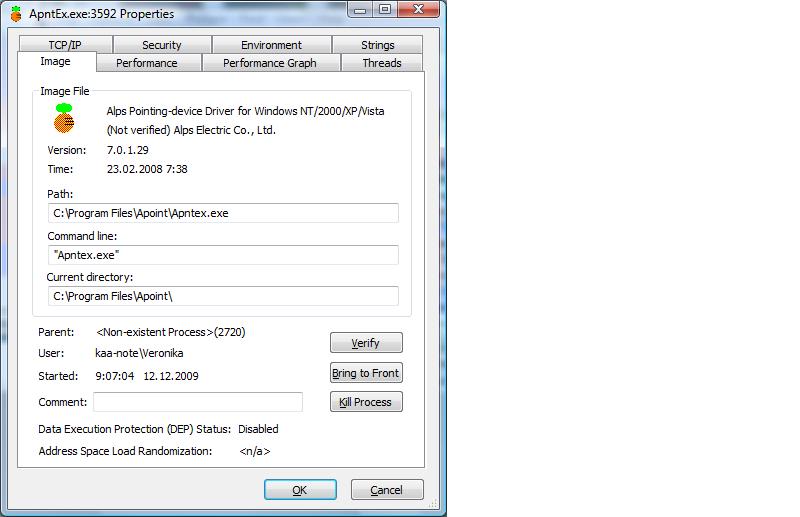 ApntEx.exe:3592 Properties
TCP/IP Security Environment Strings
Image Performance Performance Graph Threads
Image File
Alps Pointing-device Driver for Windows NT/2000/XP/Vista
(Not verified) Alps Electric Co., Ltd.
Version: 7.0.1.29
Time: 23.02.2008 7:38
Path:
C:\Program Files\Apoint\Apntex.exe
Command line:
"Apntex.exe"
Current directory:
C:\Program Files\Apoint\
Parent: <Non-existent Process>(2720)
Verify
User: kaa-note\Veronika
Bring to Front
Started: 9:07:04 12.12.2009
Comment:
Kill Process
Data Execution Protection (DEP) Status: Disabled
Address Space Load Randomization: <n/a>
OK Cancel